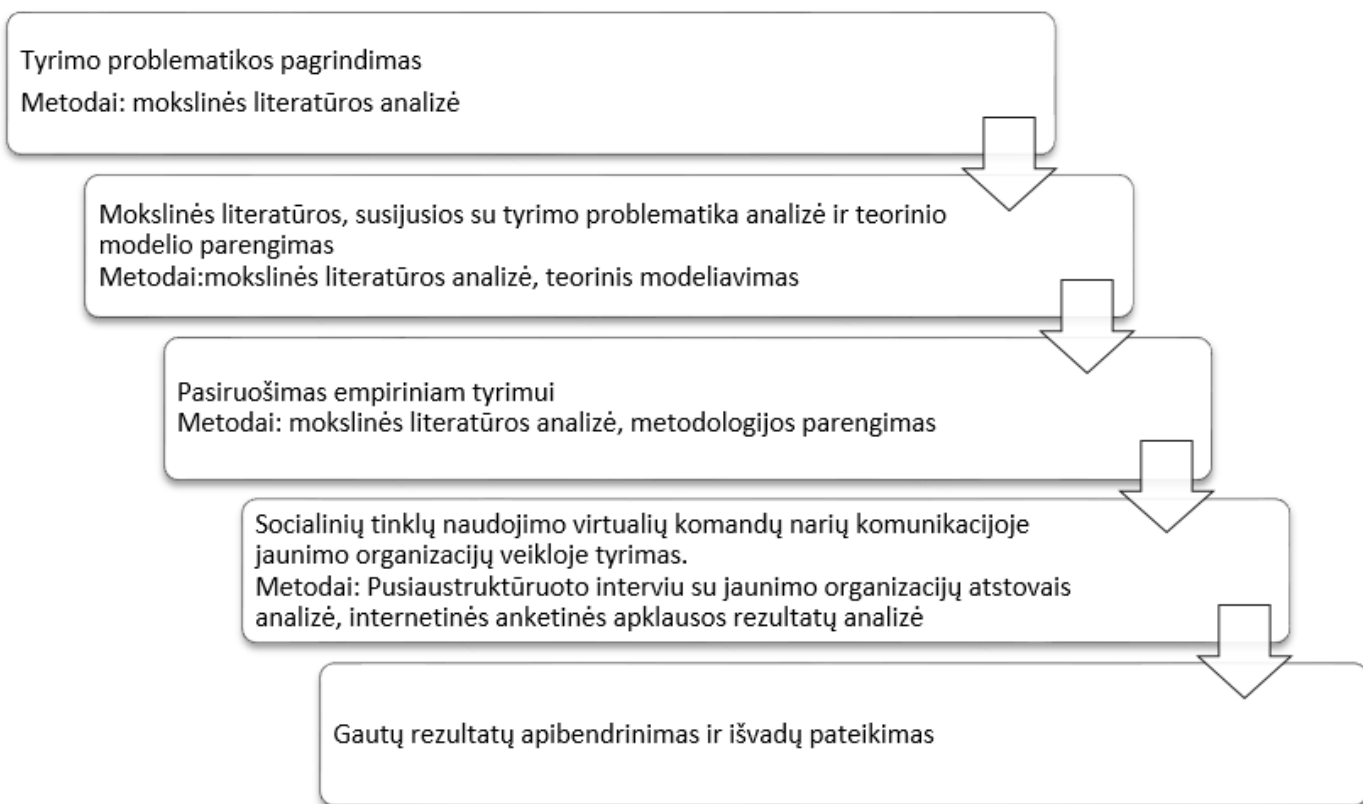 Tyrimo problematikos pagrindimas
Metodai: mokslinės literatūros analizė
Mokslinės literatūros, susijusios su tyrimo problematika analizė ir teorinio
modelio parengimas
Metodai:mokslinės literatūros analizė, teorinis modeliavimas
Pasiruošimas empiriniam tyrimui
Metodai: mokslinės literatūros analizė, metodologijos parengimas
Socialinių tinklų naudojimo virtualių komandų narių komunikacijoje
jaunimo organizacijų veikloje tyrimas.
Metodai: Pusiaustruktūruoto interviu su jaunimo organizacijų atstovais
analizė, internetinės anketinės apklausos rezultatų analizė
Gautų rezultatų apibendrinimas ir išvadų pateikimas